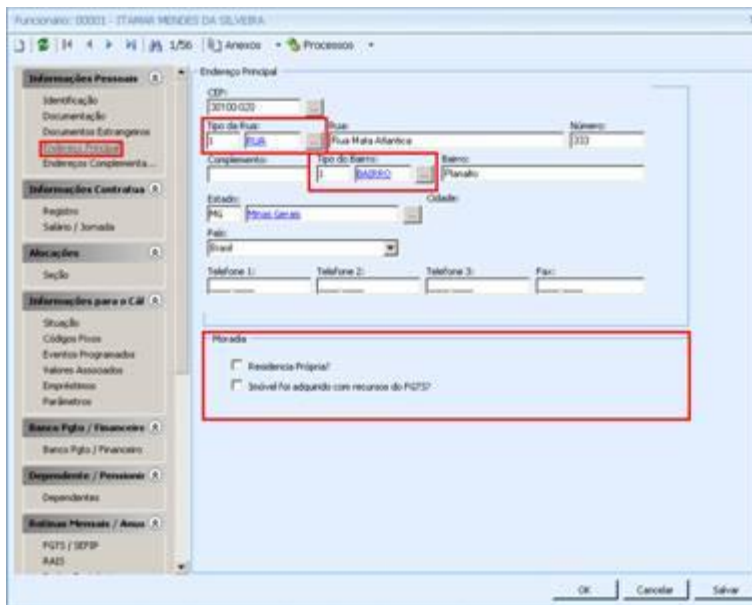 Funcionário: 00001 - ITAMAR MENDES DA SILVEIRA
1/56 Anexos Processos
Informações Pessoais
Identificação
Documentação
Documentos Estrangeiros
Endereço Principal
Endereços Complementa...
Informações Contratua
Registro
Salário / Jornada
Alocações
Seção
Informações para o Cál
Situação
Códigos Fixos
Eventos Programados
Valores Associados
Empréstimos
Parâmetros
Banco Pgto / Financeiro
Banco Pgto / Financeiro
Dependente / Pensionis
Dependentes
Rotinas Mensais / Anua
FGTS / SEFIP
RAIS
Endereço Principal
CEP:
30100-020 ...
Tipo da Rua: Rua: Número:
1 RUA ... Rua Mata Atlantica 333
Complemento: Tipo do Bairro: Bairro:
1 BAIRRO ... Planalto
Estado: Cidade:
MG Minas Gerais ...
País:
Brasil
Telefone 1: Telefone 2: Telefone 3: Fax:
Moradia
Residencia Própria?
Imóvel foi adquirido com recursos do FGTS?
OK Cancelar Salvar